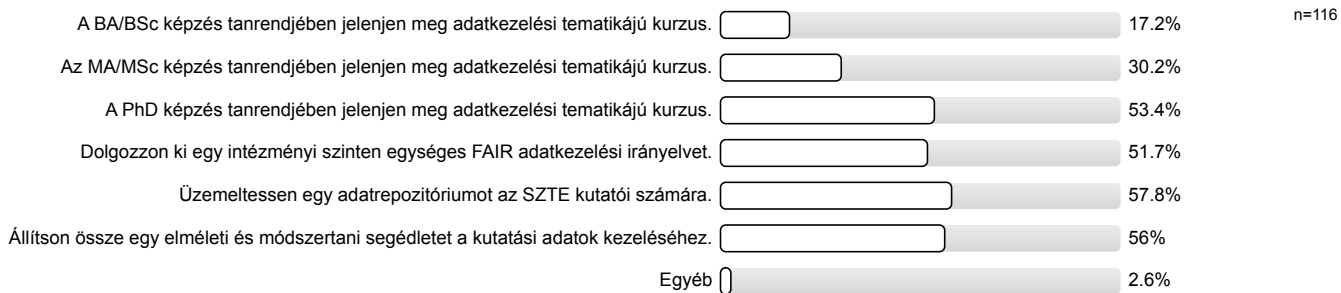 A BA/BSc képzés tanrendjében jelenjen meg adatkezelési tematikájú kurzus. 17.2% n=116
Az MA/MSc képzés tanrendjében jelenjen meg adatkezelési tematikájú kurzus. 30.2%
A PhD képzés tanrendjében jelenjen meg adatkezelési tematikájú kurzus. 53.4%
Dolgozzon ki egy intézményi szinten egységes FAIR adatkezelési irányelvet. 51.7%
Üzemeltessen egy adatrepozitóriumot az SZTE kutatói számára. 57.8%
Állítson össze egy elméleti és módszertani segédletet a kutatási adatok kezeléséhez. 56%
Egyéb 2.6%